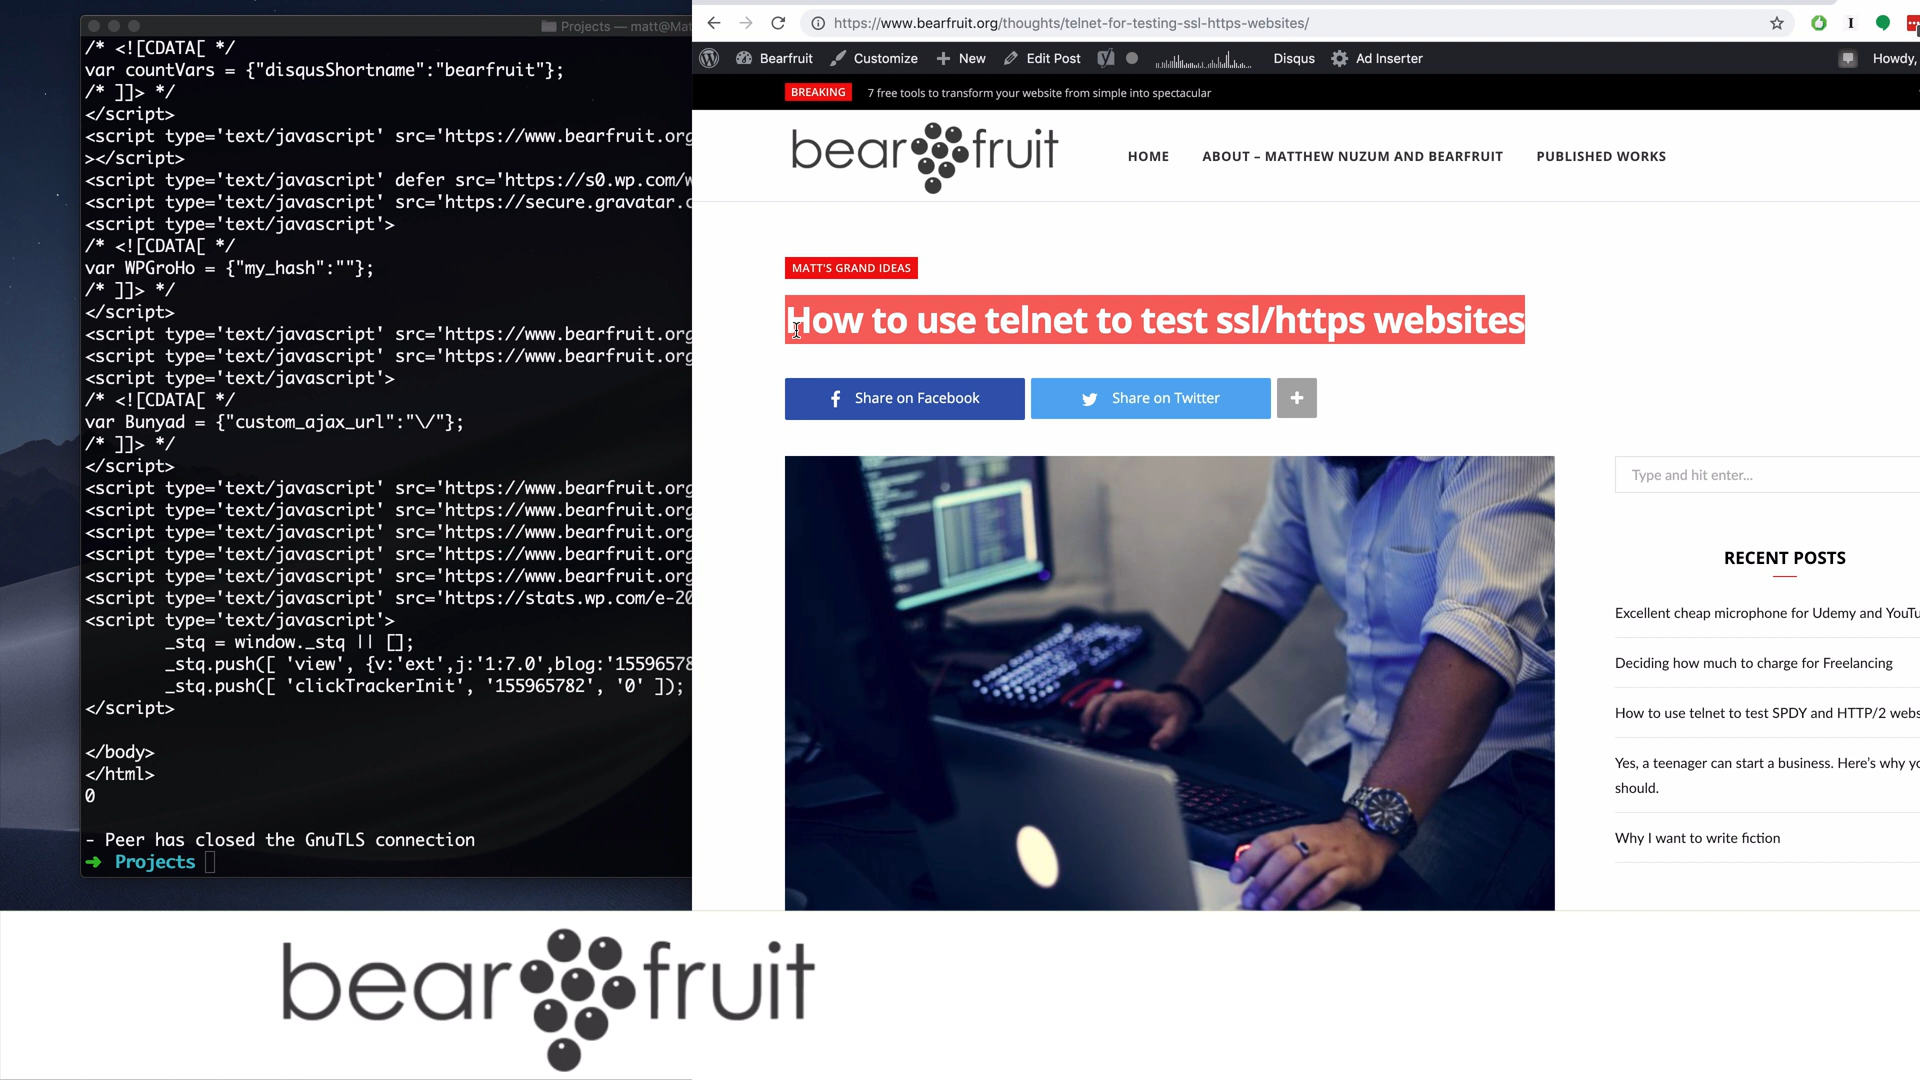 Projects — matt@Mat
/* <![CDATA[ */
var countVars = {"disqusShortname":"bearfruit"};
/* ]]> */
</script>
<script type='text/javascript' src='https://www.bearfruit.org
></script>
<script type='text/javascript' defer src='https://s0.wp.com/w
<script type='text/javascript' src='https://secure.gravatar.c
<script type='text/javascript'>
/* <![CDATA[ */
var WPGroHo = {"my_hash":""};
/* ]]> */
</script>
<script type='text/javascript' src='https://www.bearfruit.org
<script type='text/javascript' src='https://www.bearfruit.org
<script type='text/javascript'>
/* <![CDATA[ */
var Bunyad = {"custom_ajax_url":"\/"};
/* ]]> */
</script>
<script type='text/javascript' src='https://www.bearfruit.org
<script type='text/javascript' src='https://www.bearfruit.org
<script type='text/javascript' src='https://www.bearfruit.org
<script type='text/javascript' src='https://www.bearfruit.org
<script type='text/javascript' src='https://www.bearfruit.org
<script type='text/javascript' src='https://stats.wp.com/e-20
<script type='text/javascript'>
_stq = window._stq || [];
_stq.push([ 'view', {v:'ext',j:'1:7.0',blog:'15596578
_stq.push([ 'clickTrackerInit', '155965782', '0' ]);
</script>
</body>
</html>
0
- Peer has closed the GnuTLS connection
➜ Projects
https://www.bearfruit.org/thoughts/telnet-for-testing-ssl-https-websites/
Bearfruit Customize New Edit Post Disqus Ad Inserter Howdy,
BREAKING 7 free tools to transform your website from simple into spectacular
bear fruit HOME ABOUT – MATTHEW NUZUM AND BEARFRUIT PUBLISHED WORKS
MATT'S GRAND IDEAS
How to use telnet to test ssl/https websites
Share on Facebook Share on Twitter +
Type and hit enter...
RECENT POSTS
Excellent cheap microphone for Udemy and YouTu
Deciding how much to charge for Freelancing
How to use telnet to test SPDY and HTTP/2 webs
Yes, a teenager can start a business. Here's why yo
should.
Why I want to write fiction
bear fruit